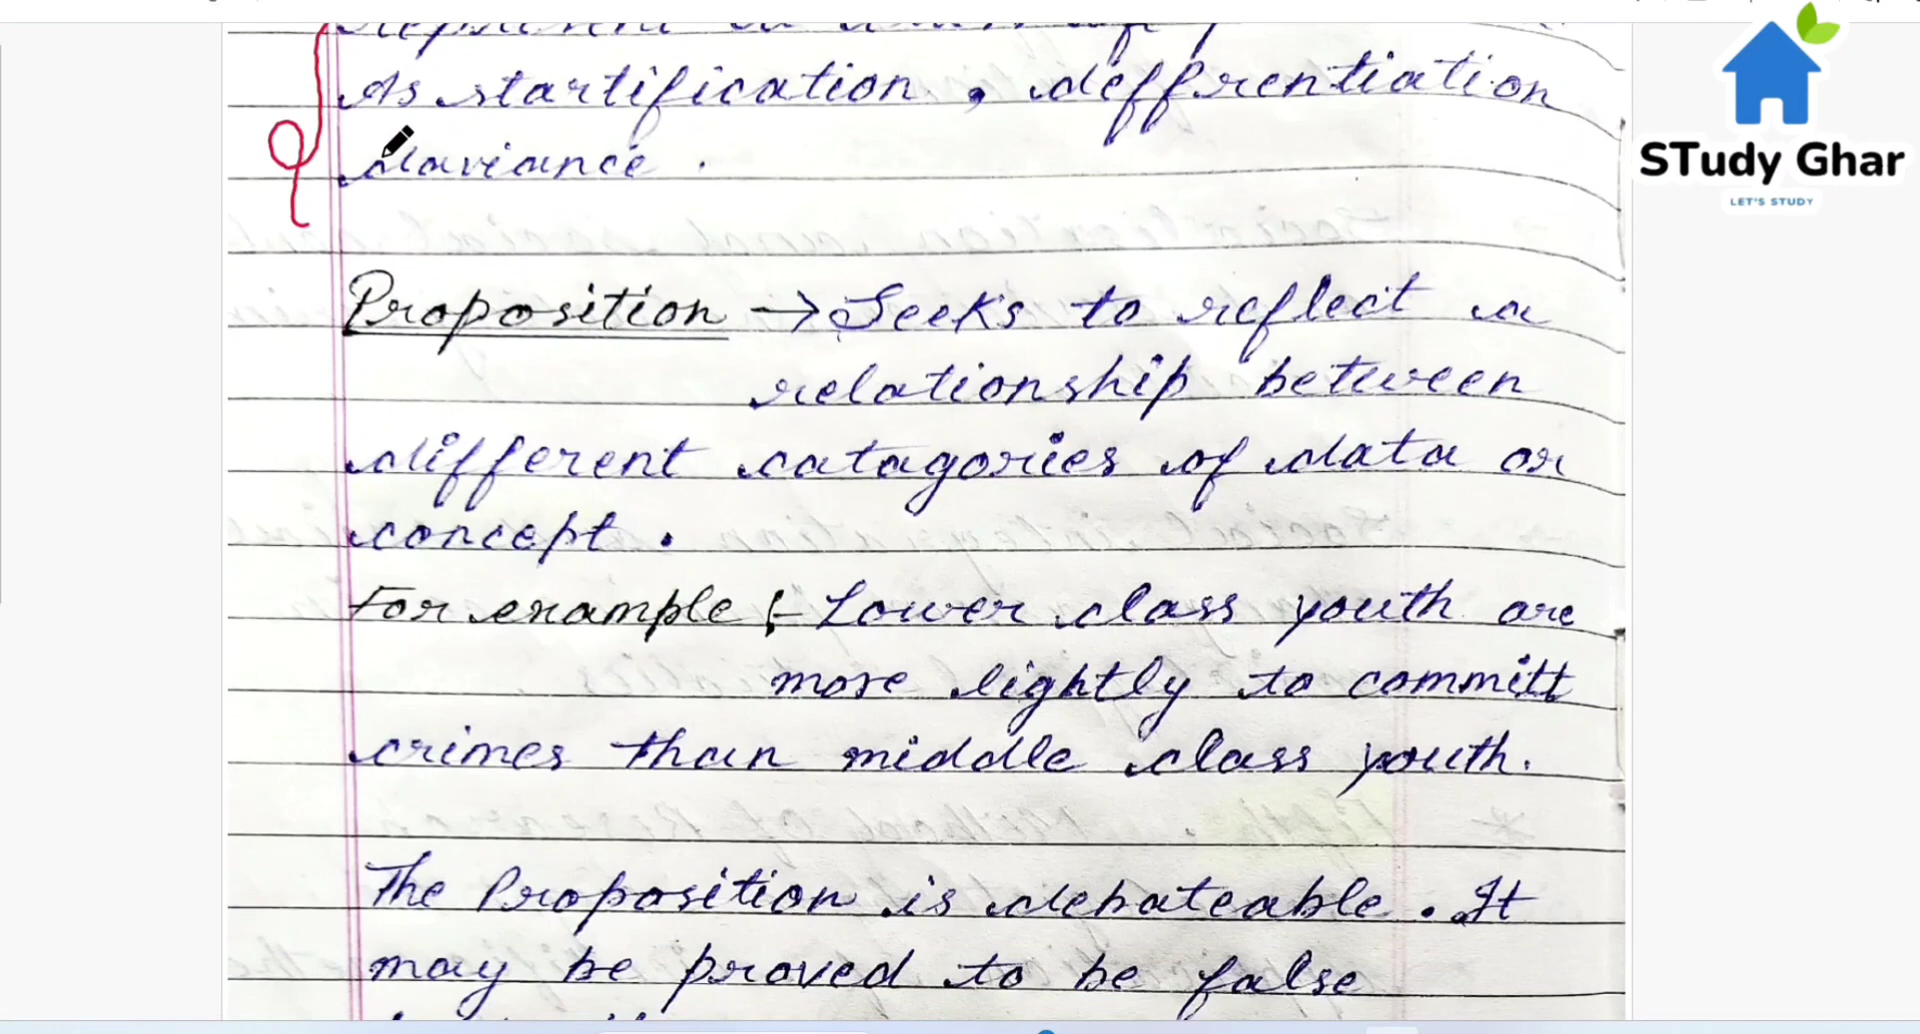 As startification , deffrentiation
daviance .
Proposition → Seeks to reflect a
relationship between
different catagories of data or
concept .
For example :- Lower class youth are
more lightly to committ
crimes than middle class youth.
The Proposition is debateable . It
may be proved to be false
STudy Ghar
LET'S STUDY